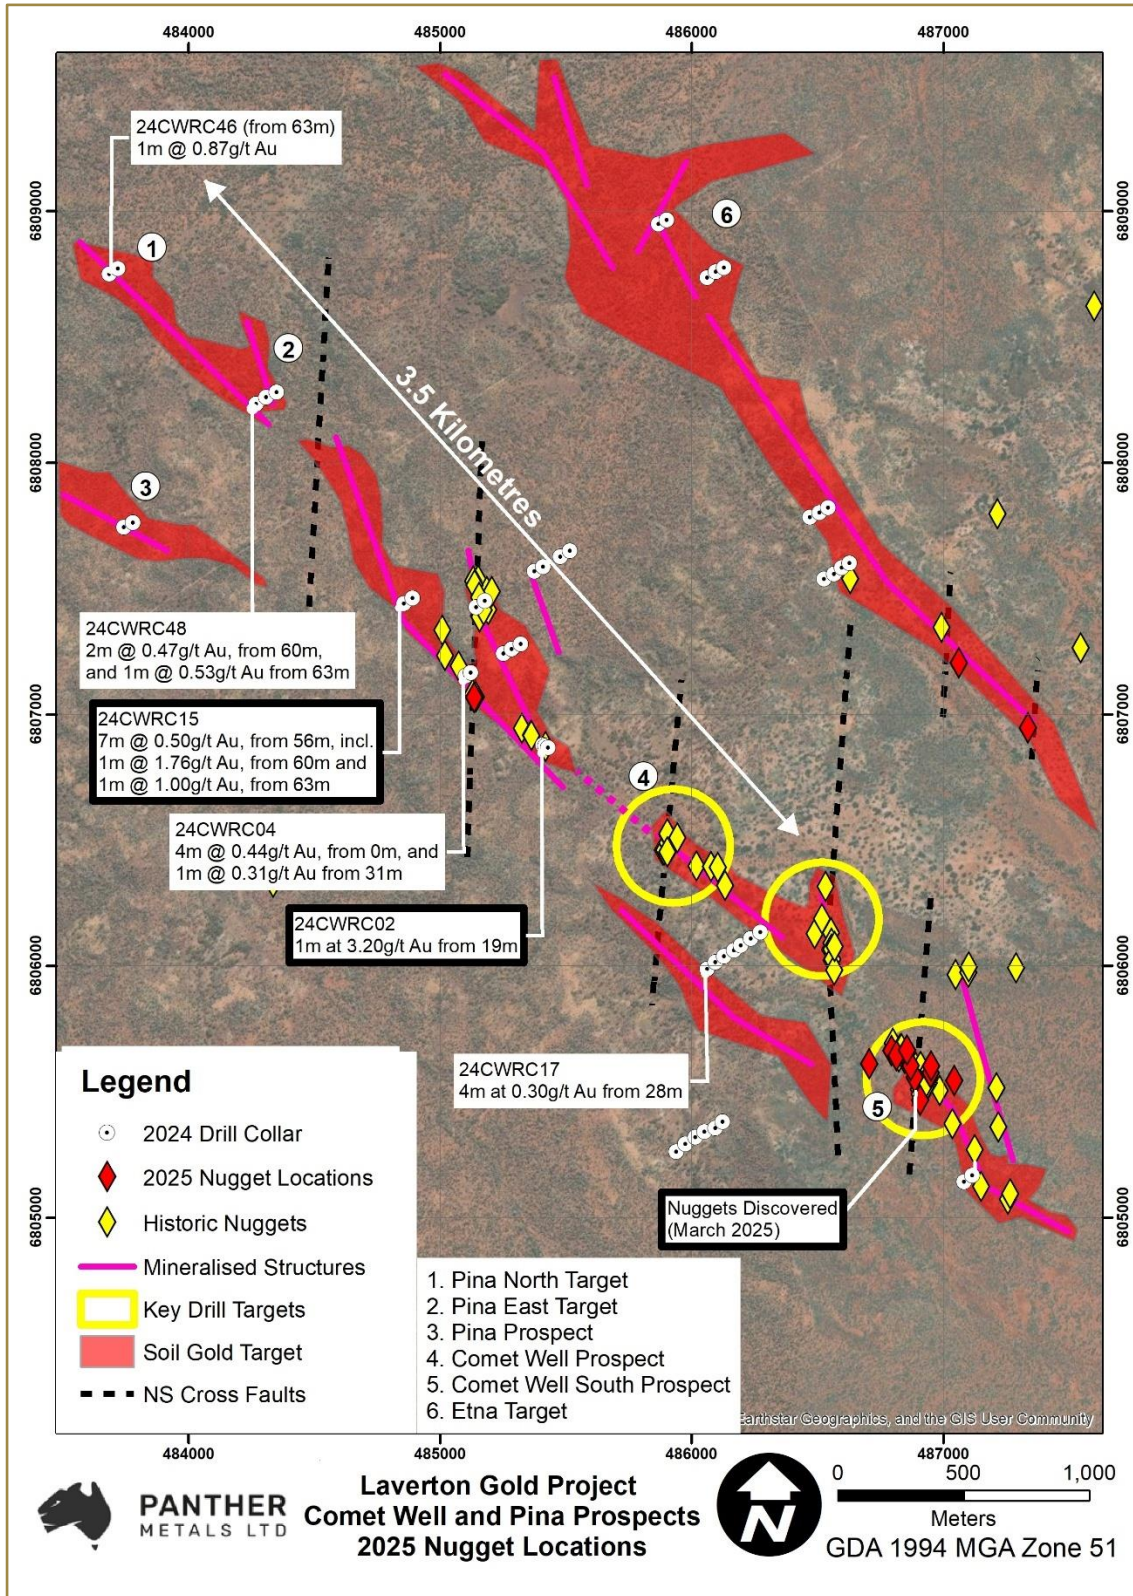 484000
485000
486000
487000
6809000
6808000
6807000
6806000
6805000
6809000
6808000
6807000
6806000
6805000
24CWRC46 (from 63m)
1m @ 0.87g/t Au
1
2
3
6
3.5 Kilometres
24CWRC48
2m @ 0.47g/t Au, from 60m,
and 1m @ 0.53g/t Au from 63m
24CWRC15
7m @ 0.50g/t Au, from 56m, incl.
1m @ 1.76g/t Au, from 60m and
1m @ 1.00g/t Au, from 63m
4
24CWRC04
4m @ 0.44g/t Au, from 0m, and
1m @ 0.31g/t Au from 31m
24CWRC02
1m at 3.20g/t Au from 19m
24CWRC17
4m at 0.30g/t Au from 28m
5
Nuggets Discovered
(March 2025)
Legend
2024 Drill Collar
2025 Nugget Locations
Historic Nuggets
Mineralised Structures
Key Drill Targets
Soil Gold Target
NS Cross Faults
1. Pina North Target
2. Pina East Target
3. Pina Prospect
4. Comet Well Prospect
5. Comet Well South Prospect
6. Etna Target
Earthstar Geographics, and the GIS User Community
484000
485000
486000
487000
PANTHER
METALS LTD
Laverton Gold Project
Comet Well and Pina Prospects
2025 Nugget Locations
N
0 500 1,000
Meters
GDA 1994 MGA Zone 51